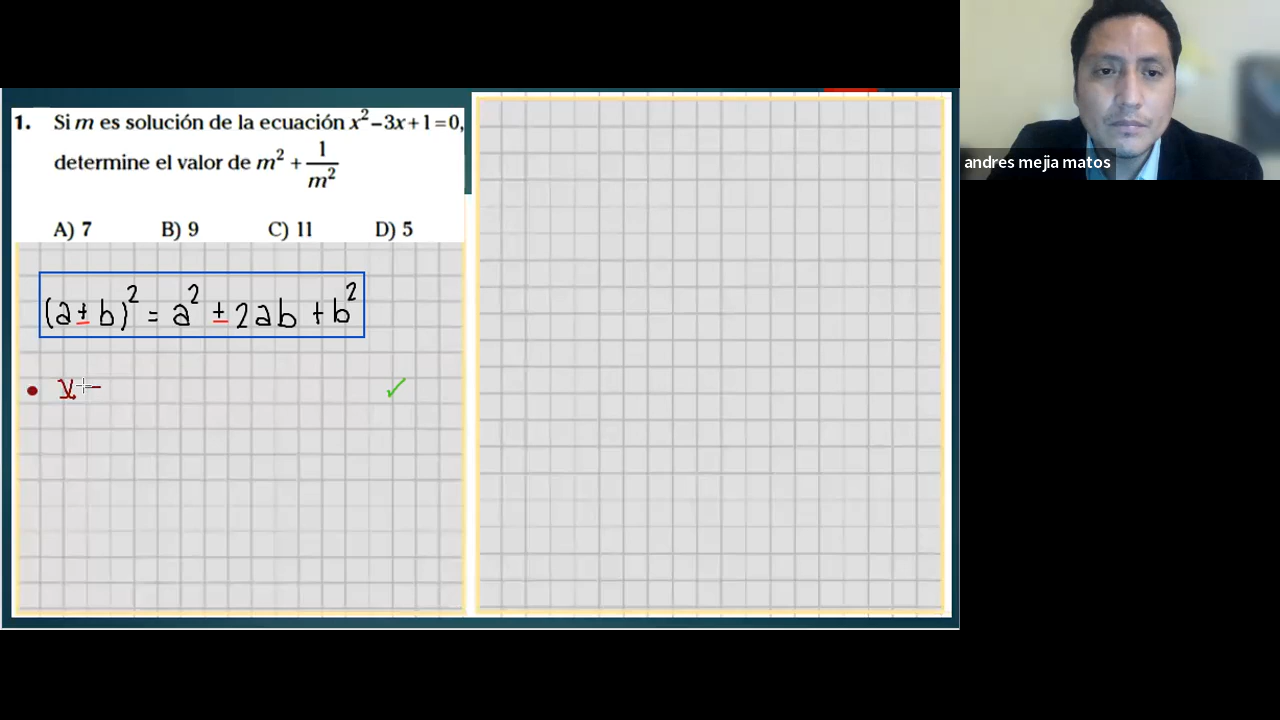 1. Si m es solución de la ecuación x²–3x+1=0,
determine el valor de m² + 1/m²
A) 7 B) 9 C) 11 D) 5
(a ± b)² = a² ± 2ab + b²
• x –
✓
andres mejia matos